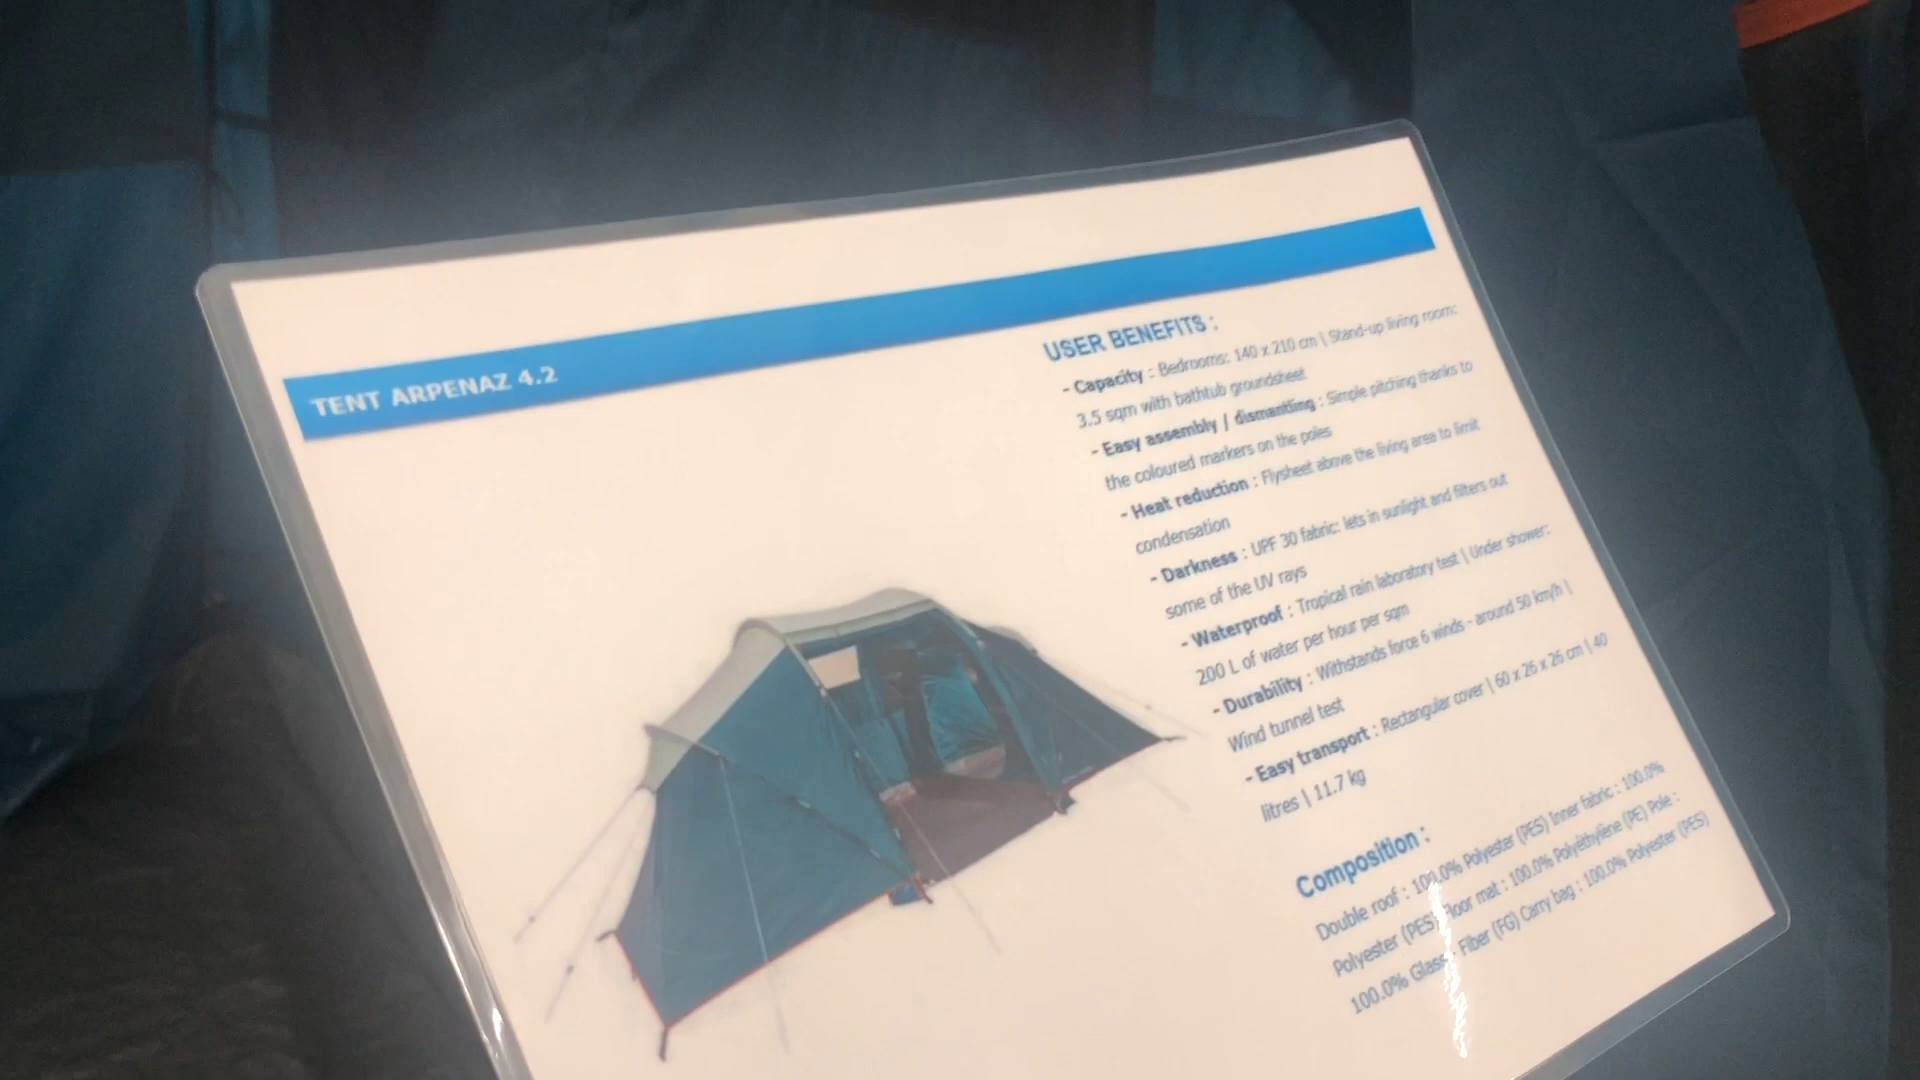 TENT ARPENAZ 4.2
USER BENEFITS :
- Capacity : Bedrooms: 140 x 210 cm | Stand-up living room:
3.5 sqm with bathtub groundsheet
- Easy assembly / dismantling : Simple pitching thanks to
the coloured markers on the poles
- Heat reduction : Flysheet above the living area to limit
condensation
- Darkness : UPF 30 fabric: lets in sunlight and filters out
some of the UV rays
- Waterproof : Tropical rain laboratory test | Under shower:
200 L of water per hour per sqm
- Durability : Withstands force 6 winds - around 50 km/h |
Wind tunnel test
- Easy transport : Rectangular cover | 60 x 26 x 26 cm | 40
litres | 11.7 kg
Composition :
Double roof : 100.0% Polyester (PES) Inner fabric : 100.0%
Polyester (PES) Floor mat : 100.0% Polyéthylène (PE) Pole :
100.0% Glass - Fiber (FG) Carry bag : 100.0% Polyester (PES)